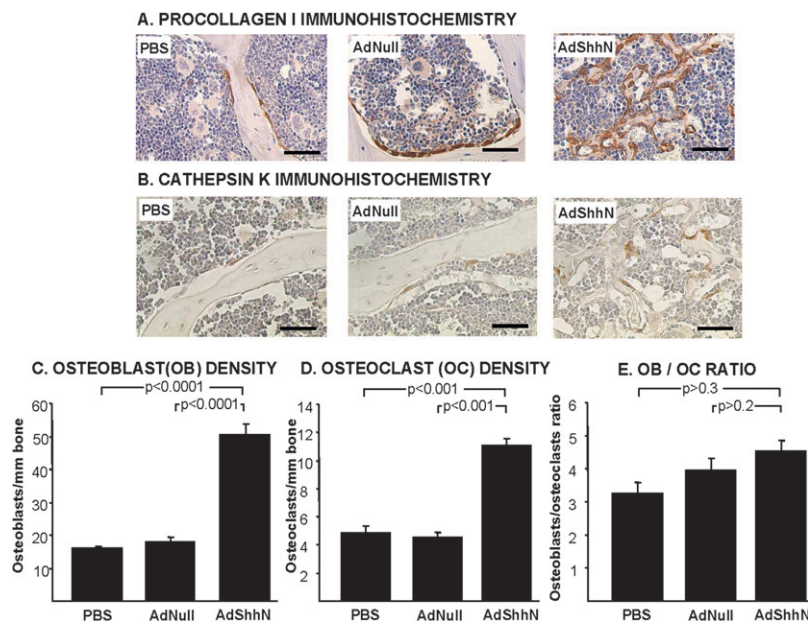 A. PROCOLLAGEN I IMMUNOHISTOCHEMISTRY
PBS
AdNull
AdShhN
B. CATHEPSIN K IMMUNOHISTOCHEMISTRY
PBS
AdNull
AdShhN
C. OSTEOBLAST(OB) DENSITY
p<0.0001
p<0.0001
Osteoblasts/mm bone
60
50
40
30
20
10
PBS
AdNull
AdShhN
D. OSTEOCLAST (OC) DENSITY
p<0.001
p<0.001
Osteoclasts/mm bone
14
12
10
8
6
4
2
PBS
AdNull
AdShhN
E. OB / OC RATIO
p>0.3
p>0.2
Osteoblasts/osteoclasts ratio
6
5
4
3
2
1
PBS
AdNull
AdShhN